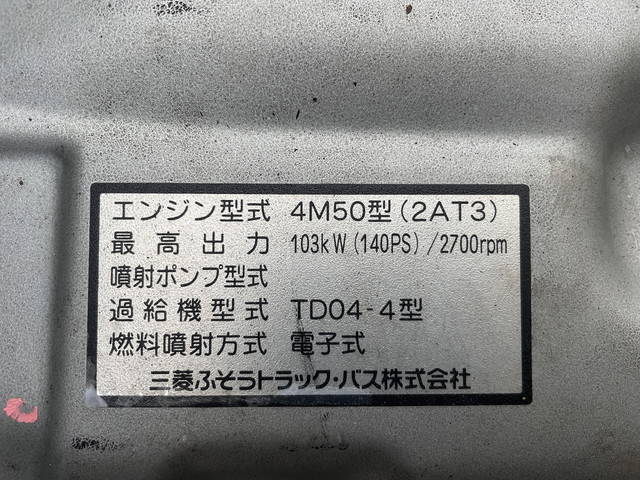 エンジン型式 4M50型(2AT3)
最高出力 103kW(140PS)/2700rpm
噴射ポンプ型式
過給機型式 TD04-4型
燃料噴射方式 電子式
三菱ふそうトラック・バス株式会社